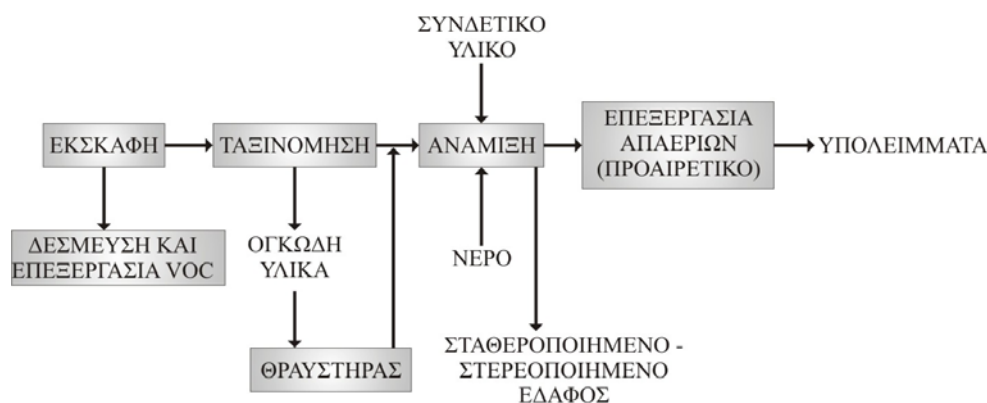 ΣΥΝΔΕΤΙΚΟ
ΥΛΙΚΟ
ΕΚΣΚΑΦΗ
ΤΑΞΙΝΟΜΗΣΗ
ΑΝΑΜΙΞΗ
ΕΠΕΞΕΡΓΑΣΙΑ
ΑΠΑΕΡΙΩΝ
(ΠΡΟΑΙΡΕΤΙΚΟ)
ΥΠΟΛΕΙΜΜΑΤΑ
ΔΕΣΜΕΥΣΗ ΚΑΙ
ΕΠΕΞΕΡΓΑΣΙΑ VOC
ΟΓΚΩΔΗ
ΥΛΙΚΑ
ΝΕΡΟ
ΘΡΑΥΣΤΗΡΑΣ
ΣΤΑΘΕΡΟΠΟΙΗΜΕΝΟ -
ΣΤΕΡΕΟΠΟΙΗΜΕΝΟ
ΕΔΑΦΟΣ